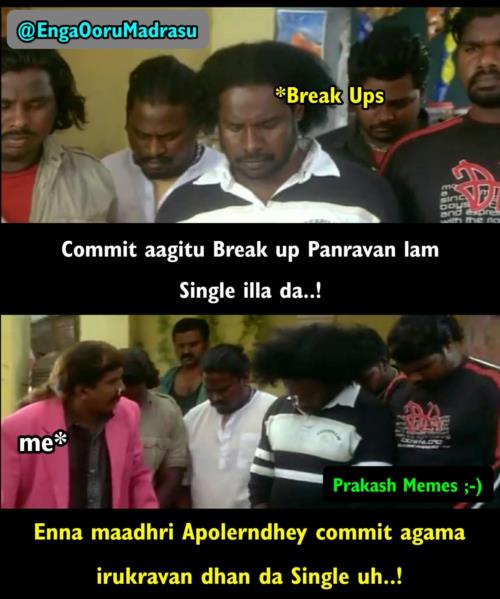 @EngaOoruMadrasu
*Break Ups
Commit aagitu Break up Panravan lam
Single illa da..!
me*
Prakash Memes ;-)
Enna maadhri Apolerndhey commit agama
irukravan dhan da Single uh..!